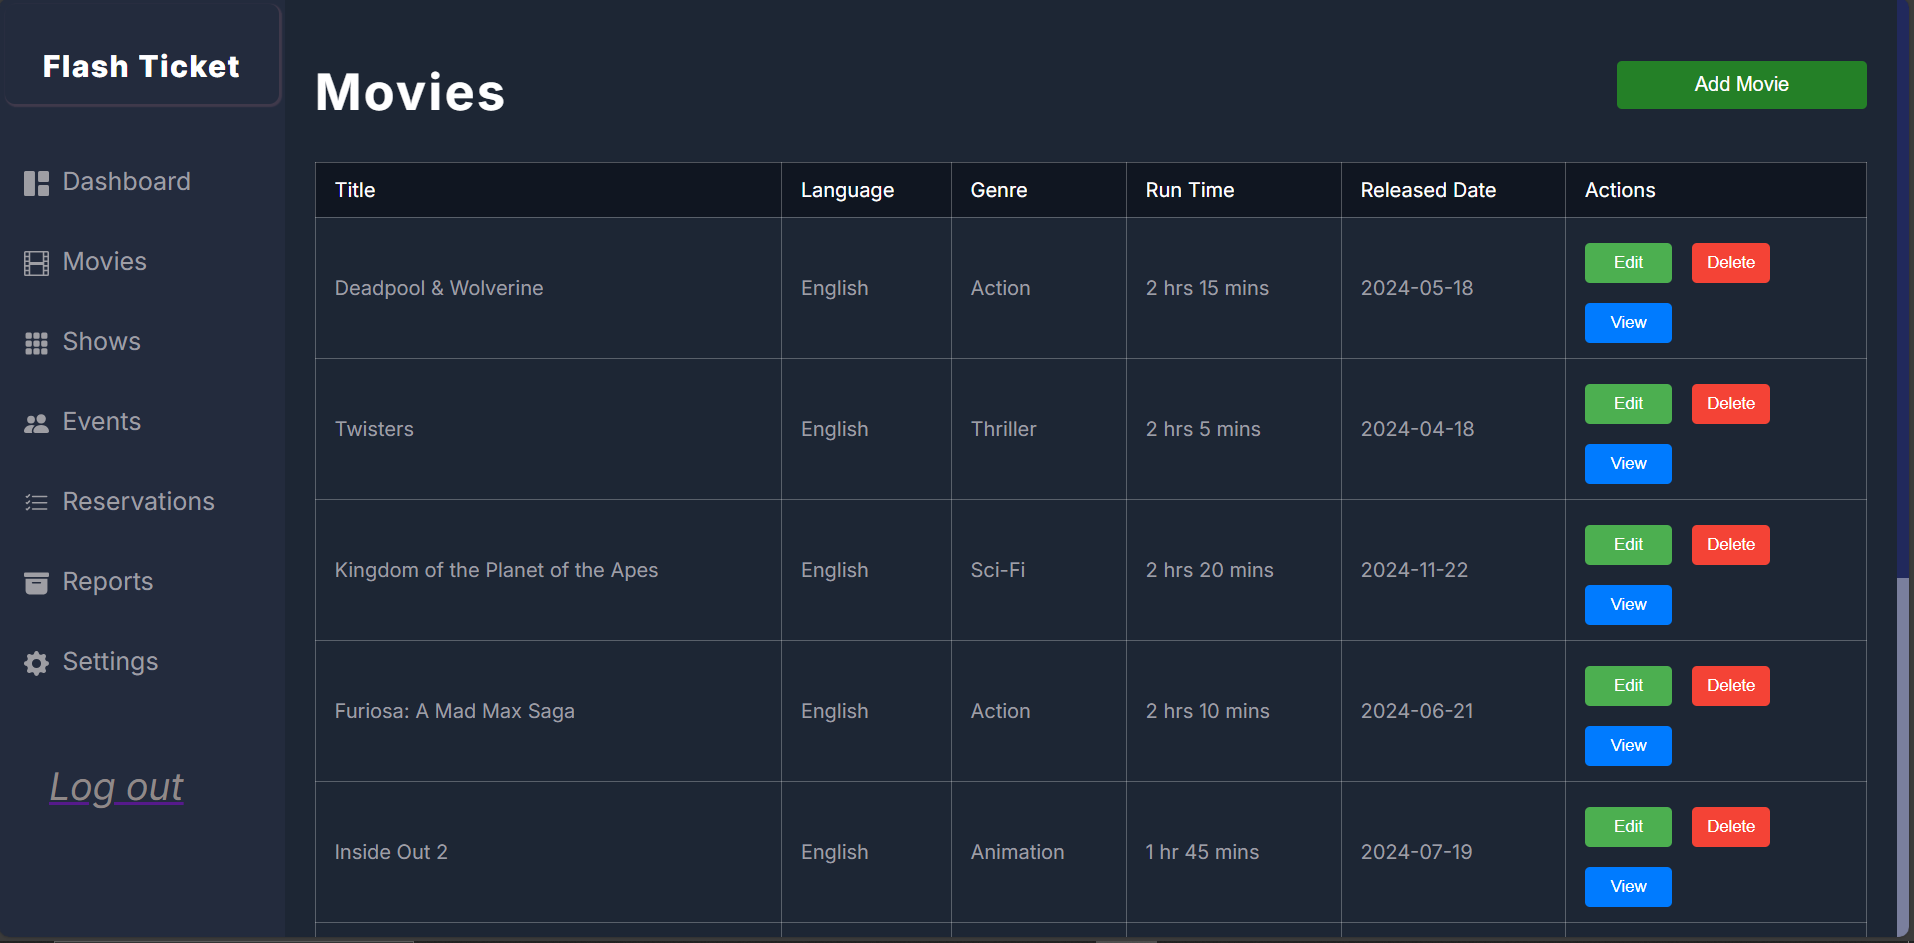 Flash Ticket
Dashboard
Movies
Shows
Events
Reservations
Reports
Settings
Log out
Movies
Add Movie
Title Language Genre Run Time Released Date Actions
Deadpool & Wolverine English Action 2 hrs 15 mins 2024-05-18 Edit Delete
View
Twisters English Thriller 2 hrs 5 mins 2024-04-18 Edit Delete
View
Kingdom of the Planet of the Apes English Sci-Fi 2 hrs 20 mins 2024-11-22 Edit Delete
View
Furiosa: A Mad Max Saga English Action 2 hrs 10 mins 2024-06-21 Edit Delete
View
Inside Out 2 English Animation 1 hr 45 mins 2024-07-19 Edit Delete
View